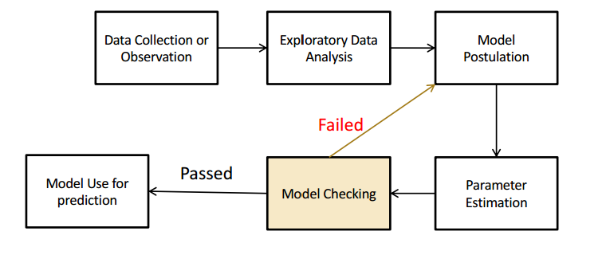 Data Collection or
Observation
Exploratory Data
Analysis
Model
Postulation
Failed
Passed
Model Use for
prediction
Model Checking
Parameter
Estimation